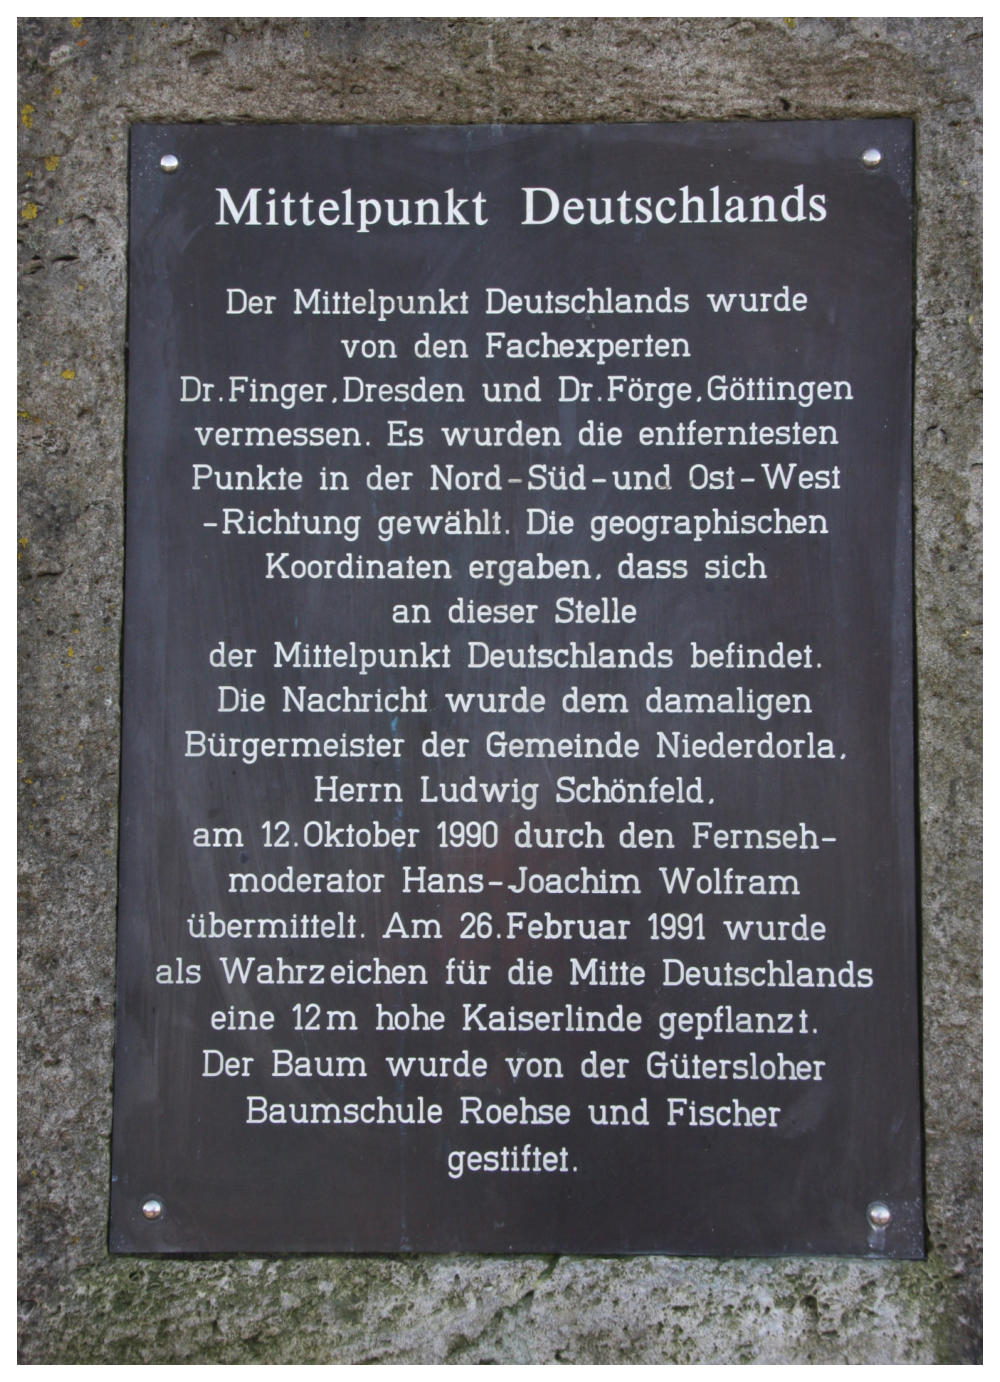 Mittelpunkt Deutschlands
Der Mittelpunkt Deutschlands wurde
von den Fachexperten
Dr.Finger,Dresden und Dr.Förge,Göttingen
vermessen. Es wurden die entferntesten
Punkte in der Nord-Süd-und Ost-West
-Richtung gewählt. Die geographischen
Koordinaten ergaben, dass sich
an dieser Stelle
der Mittelpunkt Deutschlands befindet.
Die Nachricht wurde dem damaligen
Bürgermeister der Gemeinde Niederdorla,
Herrn Ludwig Schönfeld,
am 12.Oktober 1990 durch den Fernseh-
moderator Hans-Joachim Wolfram
übermittelt. Am 26.Februar 1991 wurde
als Wahrzeichen für die Mitte Deutschlands
eine 12m hohe Kaiserlinde gepflanzt.
Der Baum wurde von der Gütersloher
Baumschule Roehse und Fischer
gestiftet.